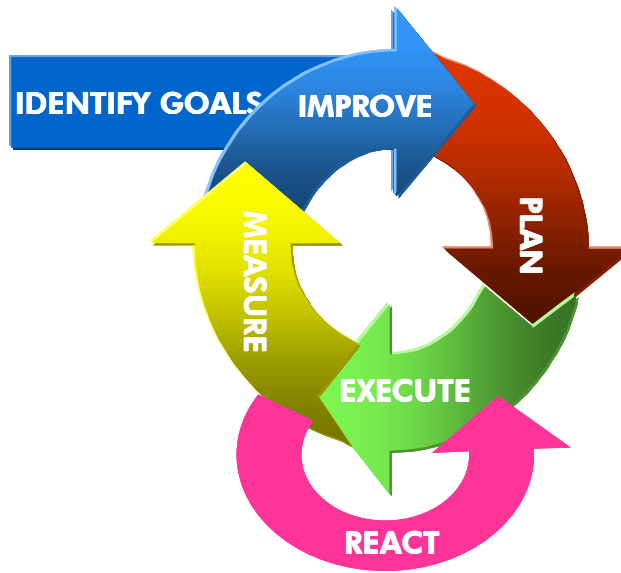 IDENTIFY GOALS
IMPROVE
PLAN
EXECUTE
MEASURE
REACT